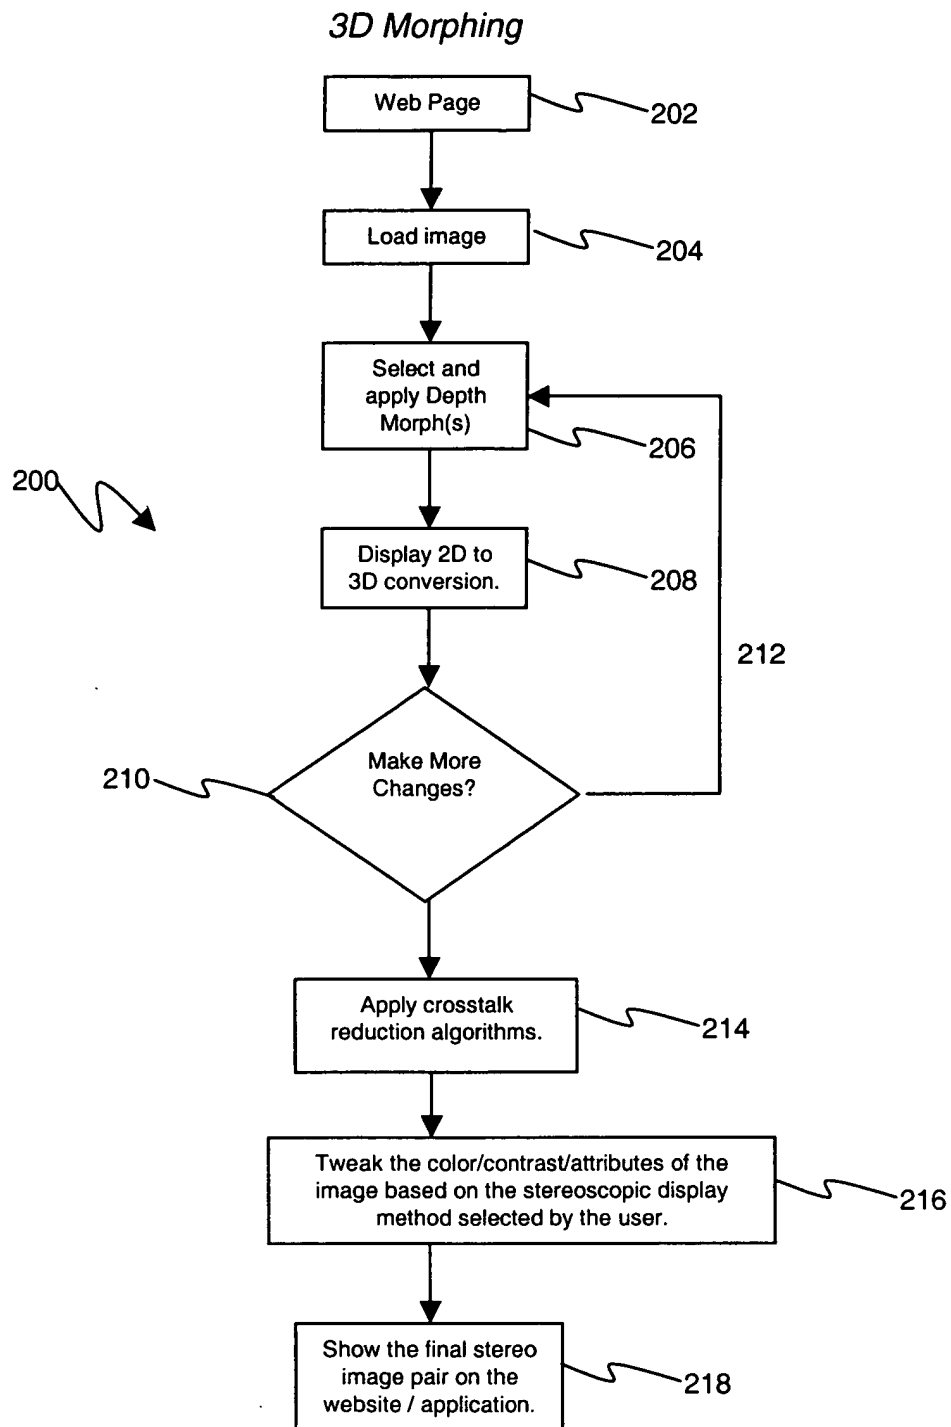 3D Morphing
Web Page
202
Load image
204
Select and
apply Depth
Morph(s)
206
200
Display 2D to
3D conversion.
208
212
Make More
Changes?
210
Apply crosstalk
reduction algorithms.
214
Tweak the color/contrast/attributes of the
image based on the stereoscopic display
method selected by the user.
216
Show the final stereo
image pair on the
website / application.
218